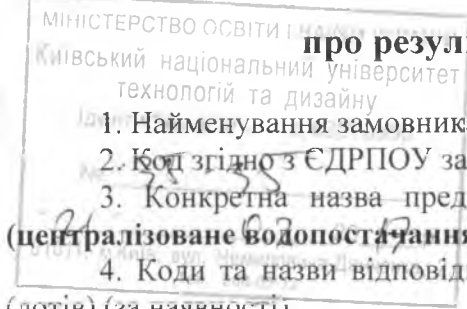 МІНІСТЕРСТВО ОСВІТИ І
про резул
Київський національний університет
технологій та дизайну
1. Найменування замовник
2. Код згідно з ЄДРПОУ за
3. Конкретна назва пред
(централізоване водопостачання
4. Коди та назви відповід
(лотів) (за наявності)